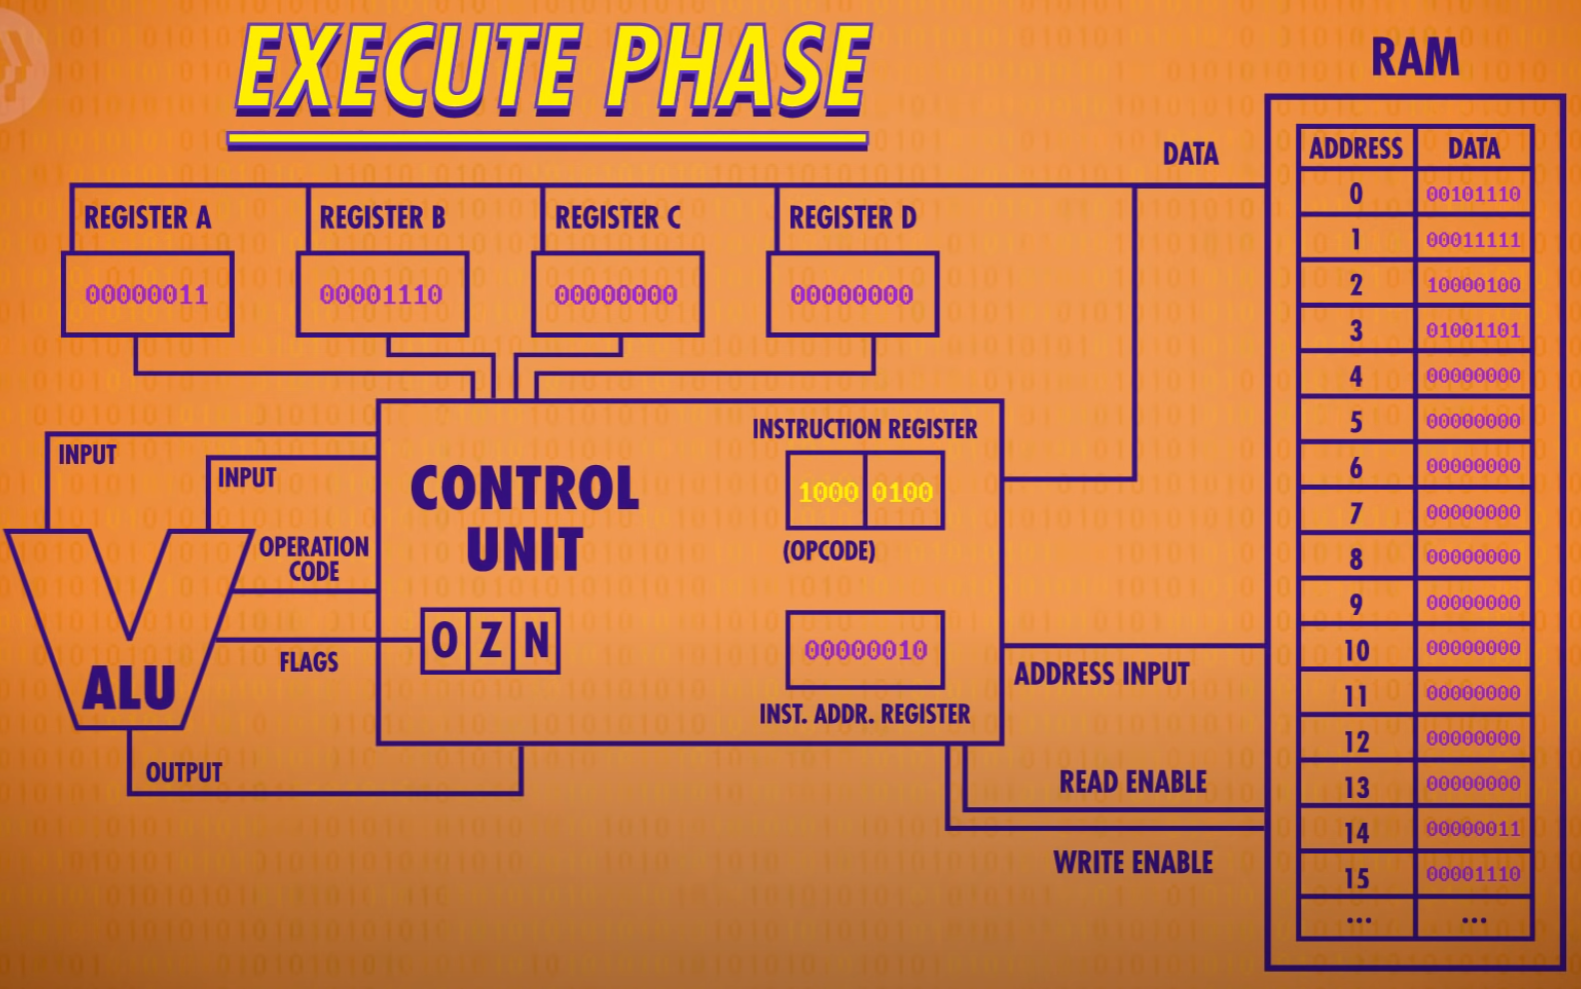 EXECUTE PHASE
RAM
DATA
ADDRESS DATA
0 00101110
1 00011111
2 10000100
3 01001101
4 00000000
5 00000000
6 00000000
7 00000000
8 00000000
9 00000000
10 00000000
11 00000000
12 00000000
13 00000000
14 00000011
15 00001110
... ...
REGISTER A
00000011
REGISTER B
00001110
REGISTER C
00000000
REGISTER D
00000000
INPUT
INPUT
OPERATION
CODE
FLAGS
ALU
OUTPUT
CONTROL
UNIT
O Z N
INSTRUCTION REGISTER
1000 0100
(OPCODE)
00000010
INST. ADDR. REGISTER
ADDRESS INPUT
READ ENABLE
WRITE ENABLE